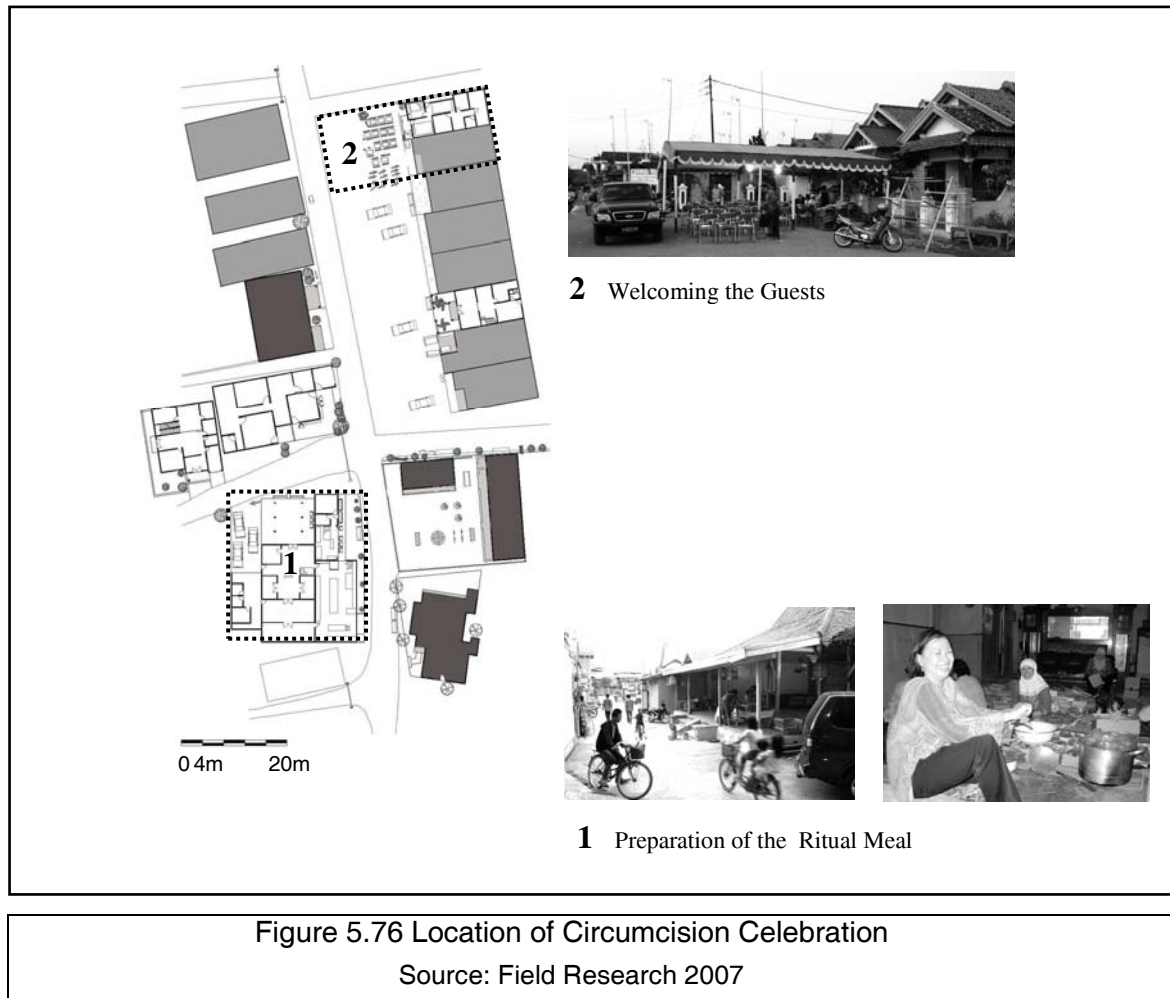 2
2 Welcoming the Guests
1
0 4m 20m
1 Preparation of the Ritual Meal
Figure 5.76 Location of Circumcision Celebration
Source: Field Research 2007